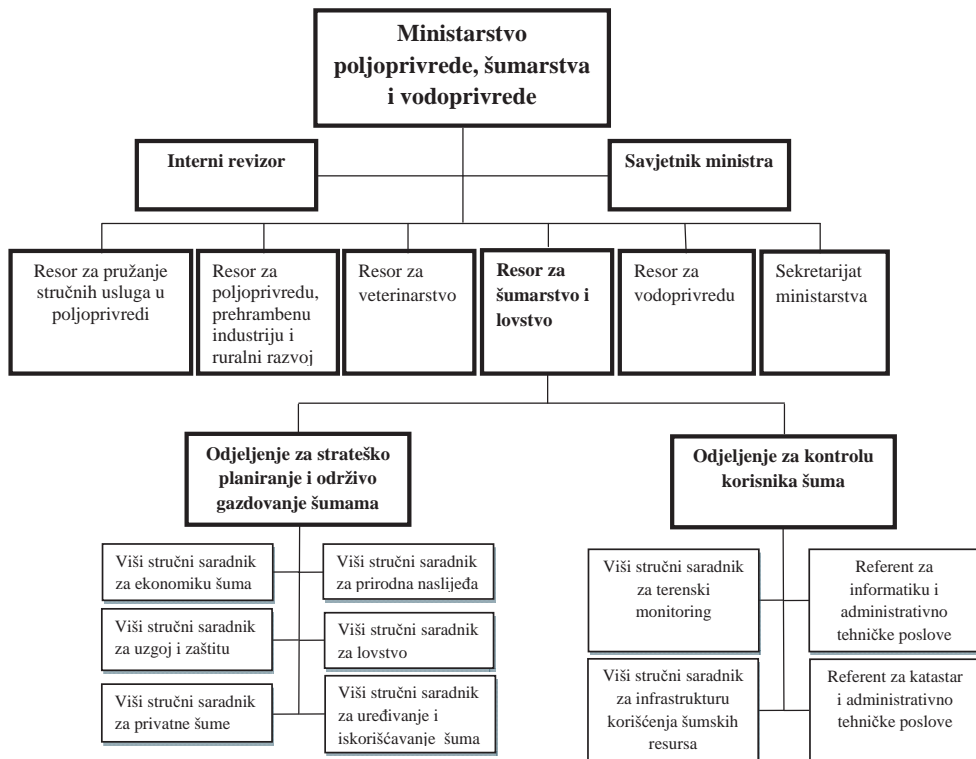 Ministarstvo
poljoprivrede, šumarstva
i vodoprivrede
Interni revizor
Savjetnik ministra
Resor za pružanje
stručnih usluga u
poljoprivredi
Resor za
poljoprivredu,
prehrambenu
industriju i
ruralni razvoj
Resor za
veterinarstvo
Resor za
šumarstvo i
lovstvo
Resor za
vodoprivredu
Sekretarijat
ministarstva
Odjeljenje za strateško
planiranje i održivo
gazdovanje šumama
Odjeljenje za kontrolu
korisnika šuma
Viši stručni saradnik
za ekonomiku šuma
Viši stručni saradnik
za prirodna naslijeđa
Viši stručni saradnik
za uzgoj i zaštitu
Viši stručni saradnik
za lovstvo
Viši stručni saradnik
za privatne šume
Viši stručni saradnik
za uređivanje i
iskorišćavanje šuma
Viši stručni saradnik
za terenski
monitoring
Referent za
informatiku i
administrativno
tehničke poslove
Viši stručni saradnik
za infrastrukturu
korišćenja šumskih
resursa
Referent za katastar
i administrativno
tehničke poslove